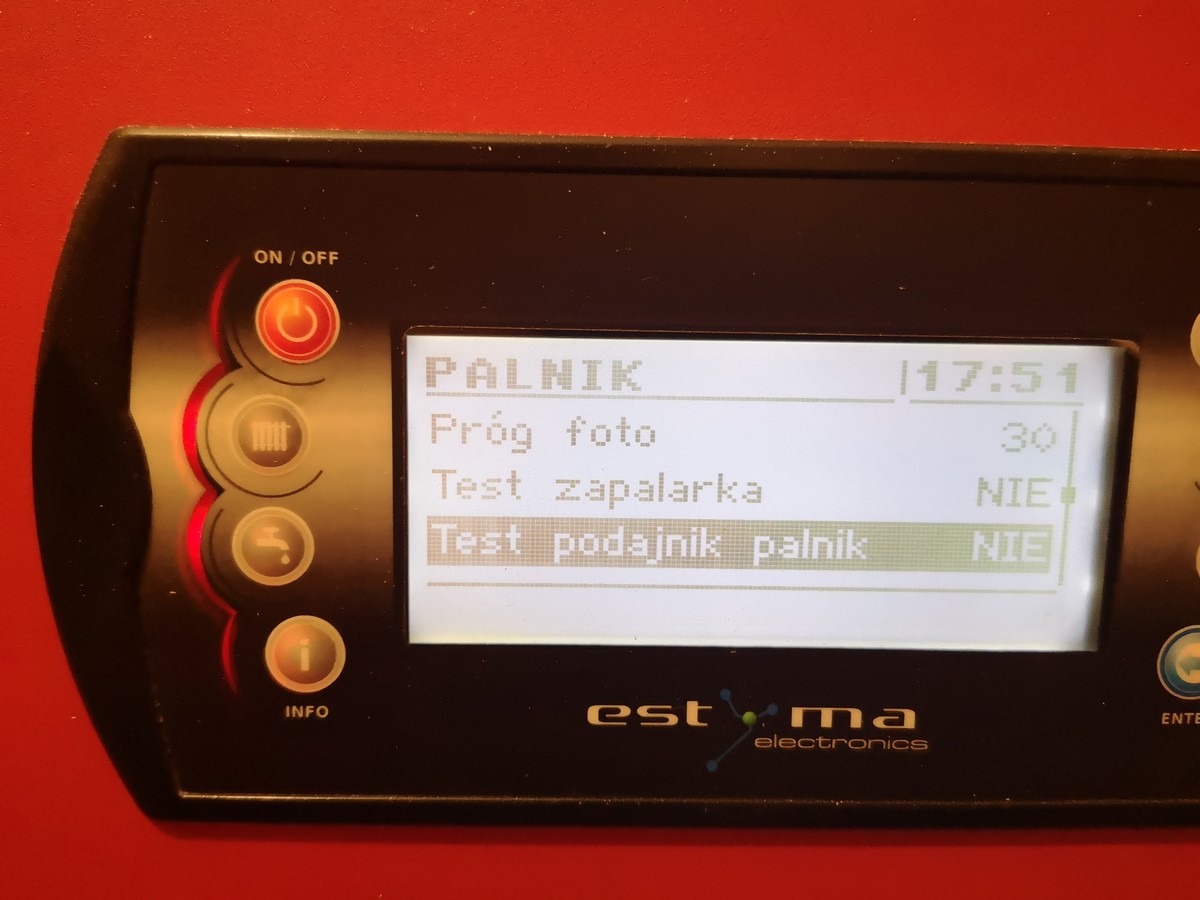 ON / OFF
PALNIK 17:51
Próg foto 30
Test zapalarka NIE
Test podajnik palnik NIE
INFO
estyma
electronics